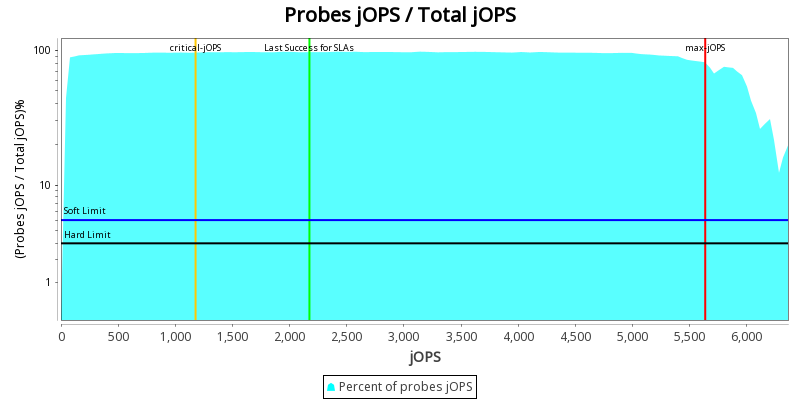 Probes jOPS / Total jOPS
(Probes jOPS / Total jOPS)%
100
10
1
critical-jOPS
Last Success for SLAs
max-jOPS
Soft Limit
Hard Limit
0 500 1,000 1,500 2,000 2,500 3,000 3,500 4,000 4,500 5,000 5,500 6,000
jOPS
Percent of probes jOPS